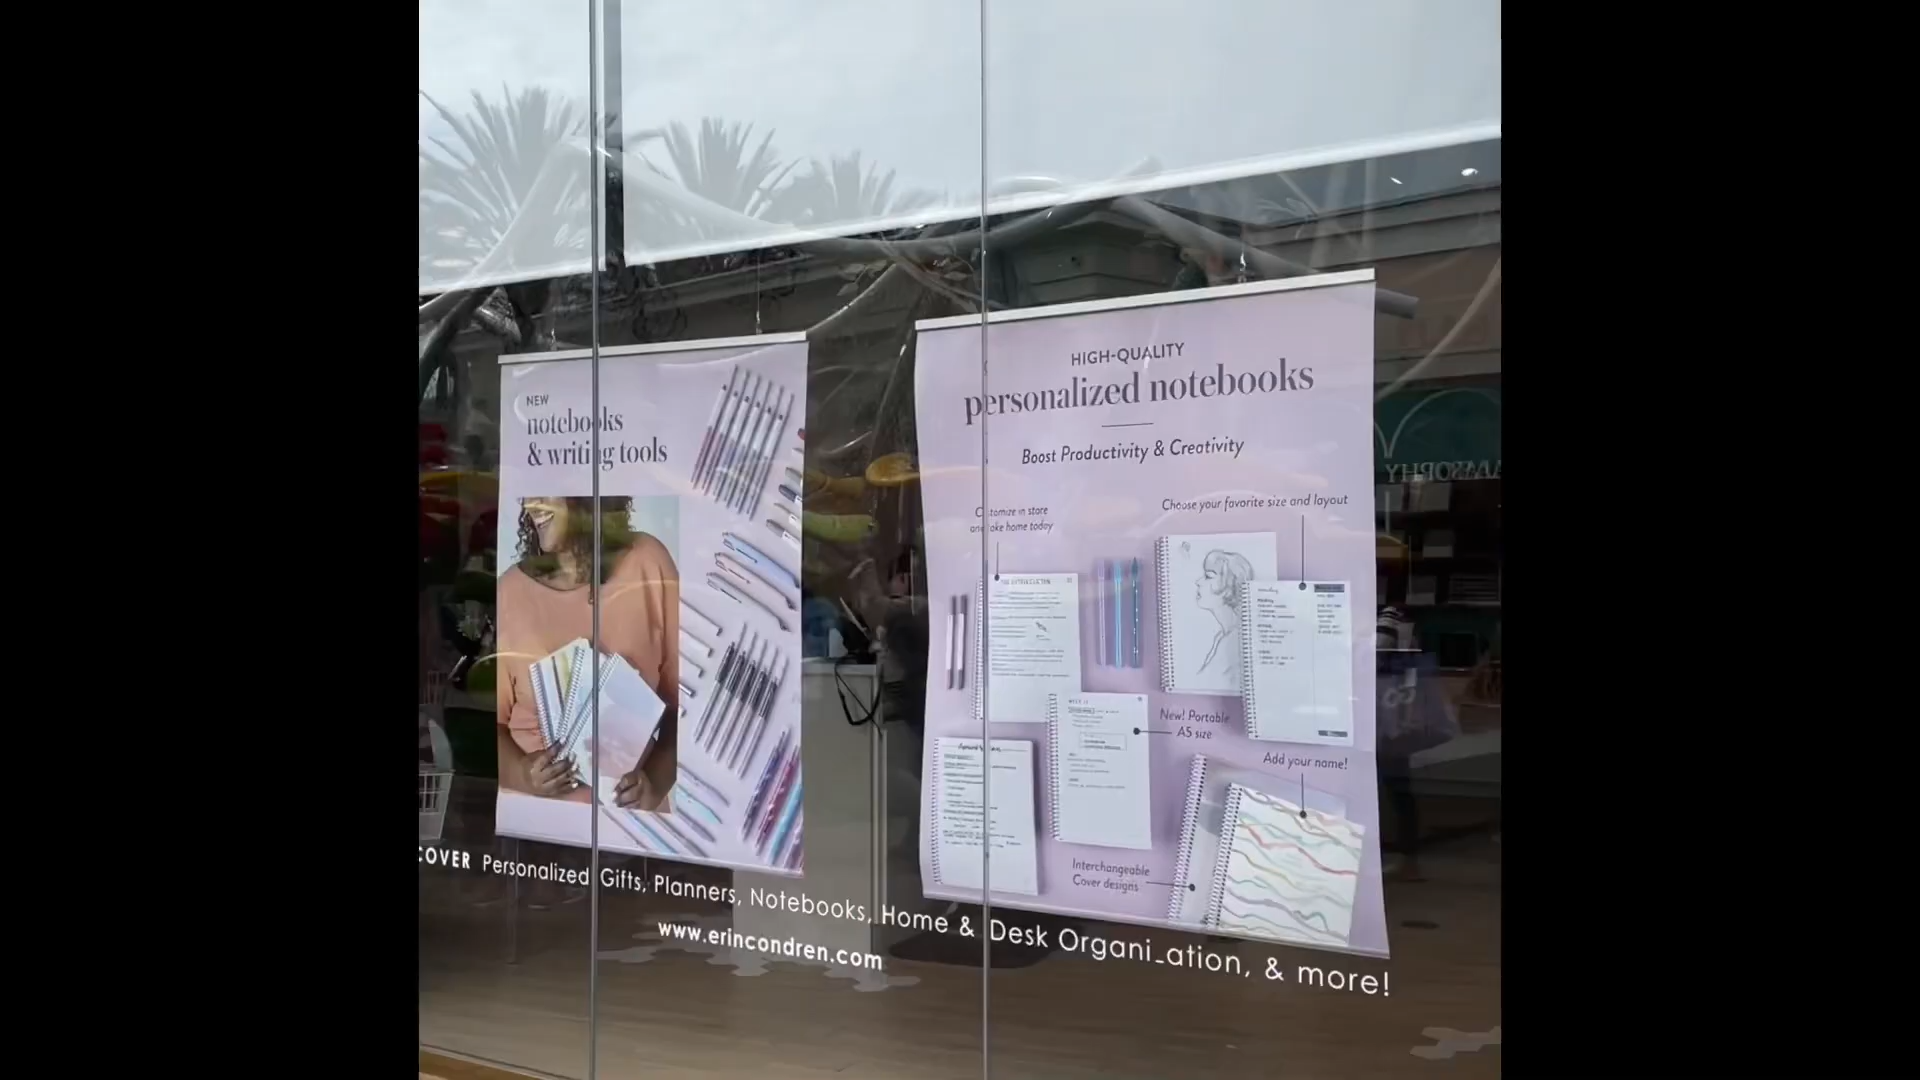 NEW
notebooks
& writing tools
HIGH-QUALITY
personalized notebooks
Boost Productivity & Creativity
Customize in store
and take home today
Choose your favorite size and layout
New! Portable
A5 size
Add your name!
Interchangeable
Cover designs
COVER Personalized Gifts, Planners, Notebooks, Home & Desk Organi_ation, & more!
www.erincondren.com